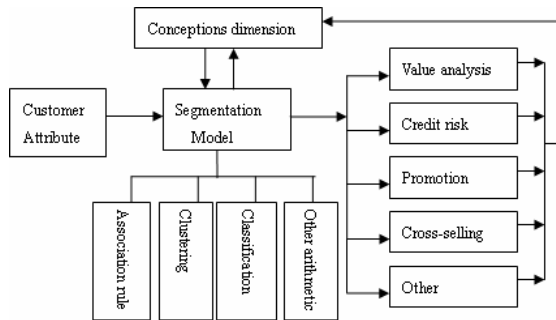 Conceptions dimension
Customer
Attribute
Segmentation
Model
Value analysis
Credit risk
Promotion
Cross-selling
Other
Association rule
Clustering
Classification
Other arithmetic